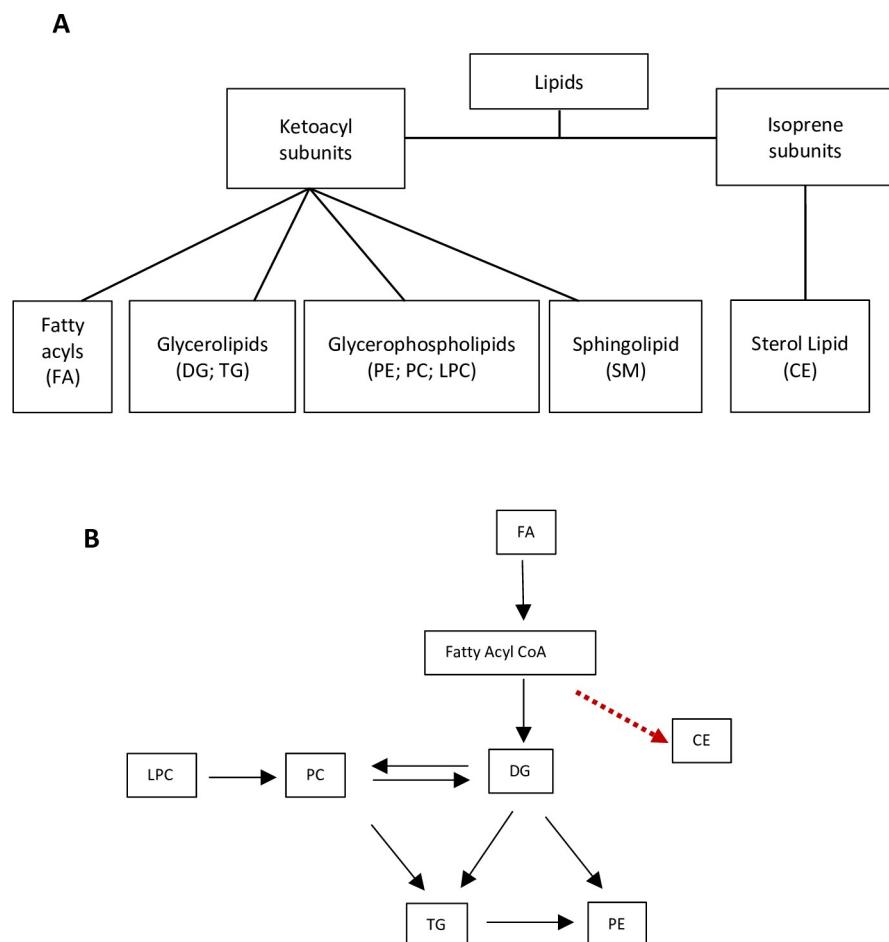 A
Lipids
Ketoacyl
subunits
Isoprene
subunits
Fatty
acyls
(FA)
Glycerolipids
(DG; TG)
Glycerophospholipids
(PE; PC; LPC)
Sphingolipid
(SM)
Sterol Lipid
(CE)
B
FA
Fatty Acyl CoA
CE
LPC
PC
DG
TG
PE